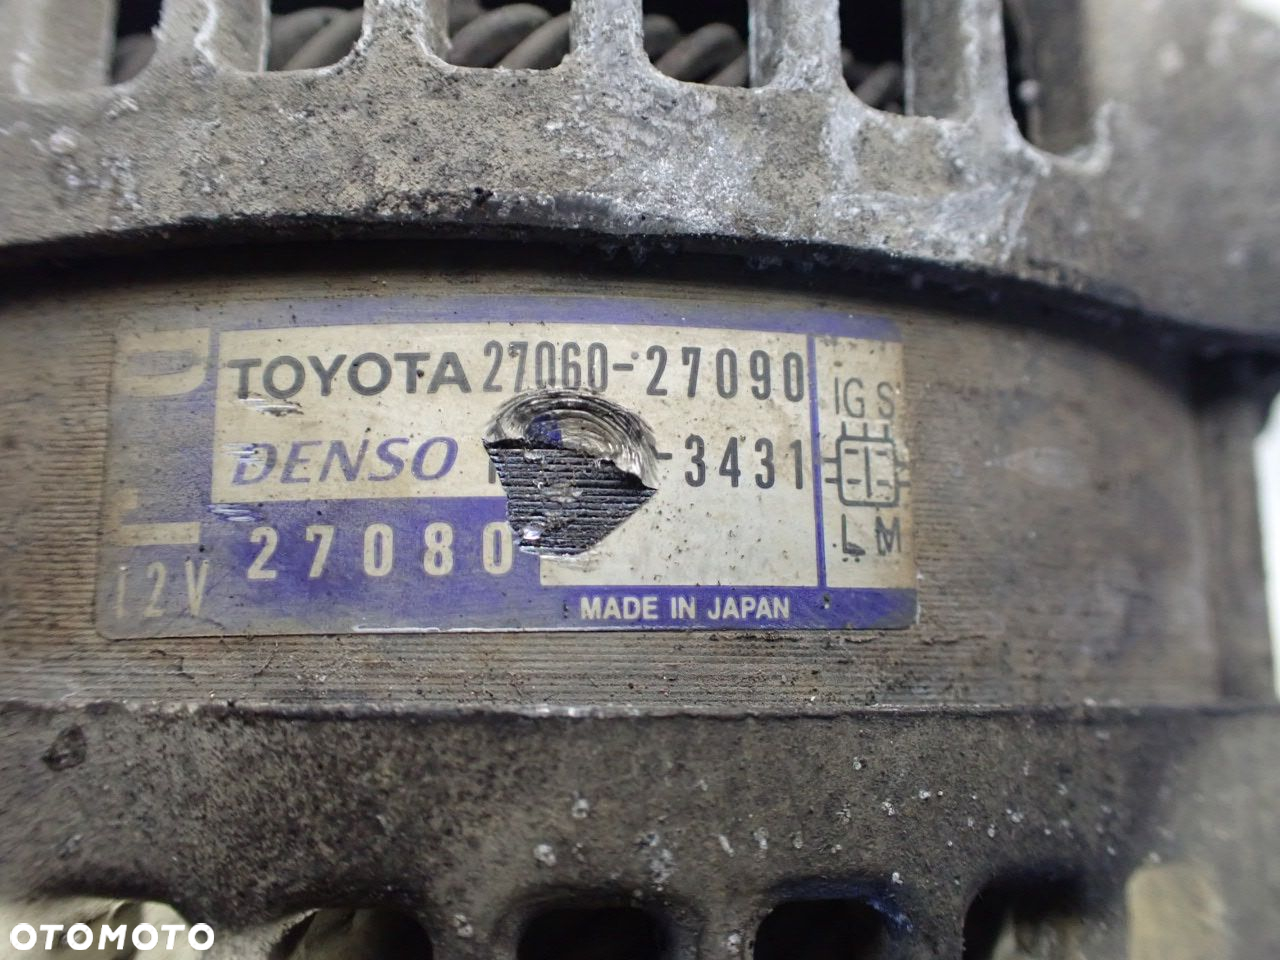 TOYOTA 27060-27090
DENSO -3431
27080
12V
IG S
L M
MADE IN JAPAN
OTOMOTO